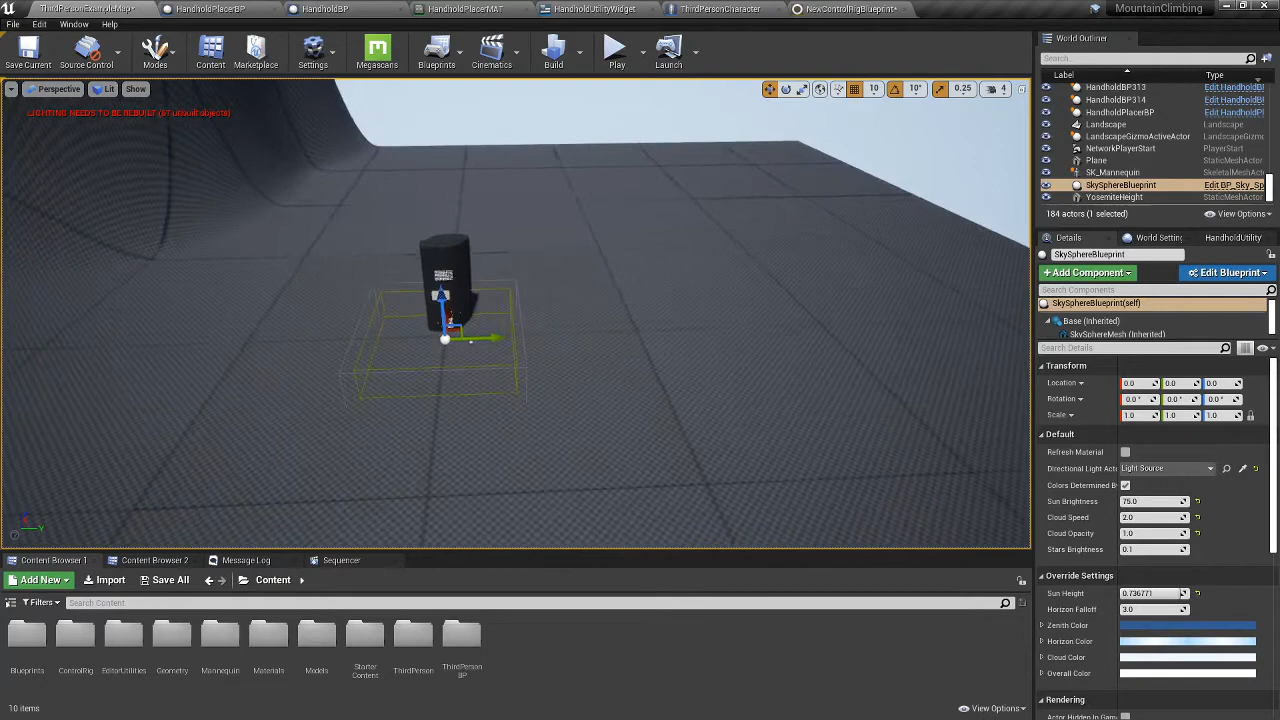 ThirdPersonExampleMap*
HandholdPlacerBP
HandholdBP
HandholdPlacerMAT
HandholdUtilityWidget
ThirdPersonCharacter
NewControlRigBlueprint*
MountainClimbing
File Edit Window Help
Save Current
Source Control
Modes
Content
Marketplace
Settings
Megascans
Blueprints
Cinematics
Build
Play
Launch
Perspective Lit Show
10 10° 0.25 4
LIGHTING NEEDS TO BE REBUILT (67 unbuilt objects)
World Outliner
Search...
Label Type
HandholdBP313 Edit HandholdBP
HandholdBP314 Edit HandholdBP
HandholdPlacerBP Edit HandholdPl
Landscape Landscape
LandscapeGizmoActiveActor LandscapeGizmo
NetworkPlayerStart PlayerStart
Plane StaticMeshActor
SK_Mannequin SkeletalMeshActor
SkySphereBlueprint Edit BP_Sky_Sp
YosemiteHeight StaticMeshActor
184 actors (1 selected) View Options
Details World Setting HandholdUtility
SkySphereBlueprint
+Add Component Edit Blueprint
Search Components
SkySphereBlueprint(self)
Base (Inherited)
SkySphereMesh (Inherited)
Search Details
Transform
Location 0.0 0.0 0.0
Rotation 0.0 ° 0.0 ° 0.0 °
Scale 1.0 1.0 1.0
Default
Refresh Material
Directional Light Acto Light Source
Colors Determined B
Sun Brightness 75.0
Cloud Speed 2.0
Cloud Opacity 1.0
Stars Brightness 0.1
Override Settings
Sun Height 0.736771
Horizon Falloff 3.0
Zenith Color
Horizon Color
Cloud Color
Overall Color
Rendering
Actor Hidden In Game
Content Browser 1 Content Browser 2 Message Log Sequencer
Add New Import Save All Content
Filters Search Content
Blueprints
ControlRig
EditorUtilities
Geometry
Mannequin
Materials
Models
Starter
Content
ThirdPerson
ThirdPerson
BP
10 items View Options